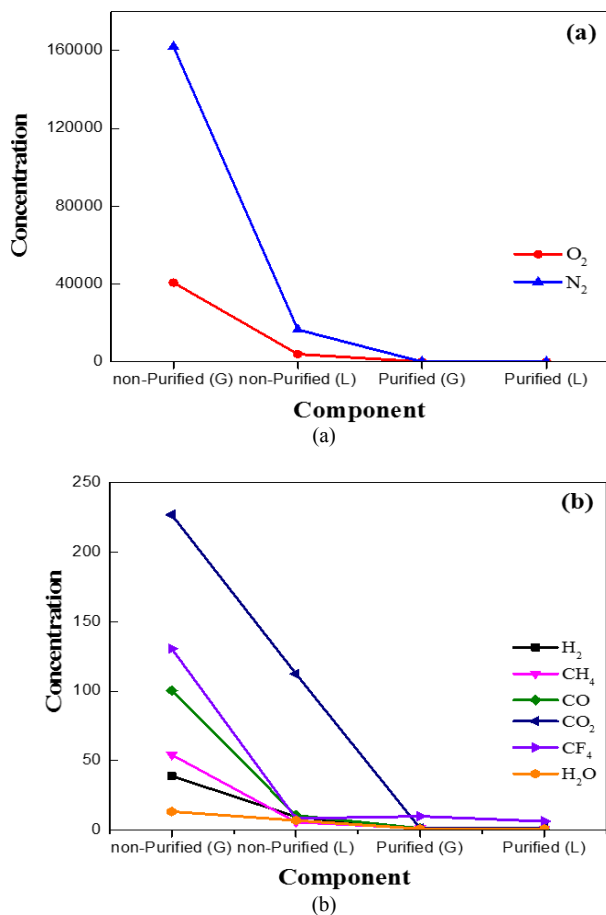 (a)
160000
120000
80000
40000
0
Concentration
O₂
N₂
non-Purified (G) non-Purified (L) Purified (G) Purified (L)
Component
(a)
(b)
250
200
150
100
50
0
Concentration
H₂
CH₄
CO
CO₂
CF₄
H₂O
non-Purified (G) non-Purified (L) Purified (G) Purified (L)
Component
(b)